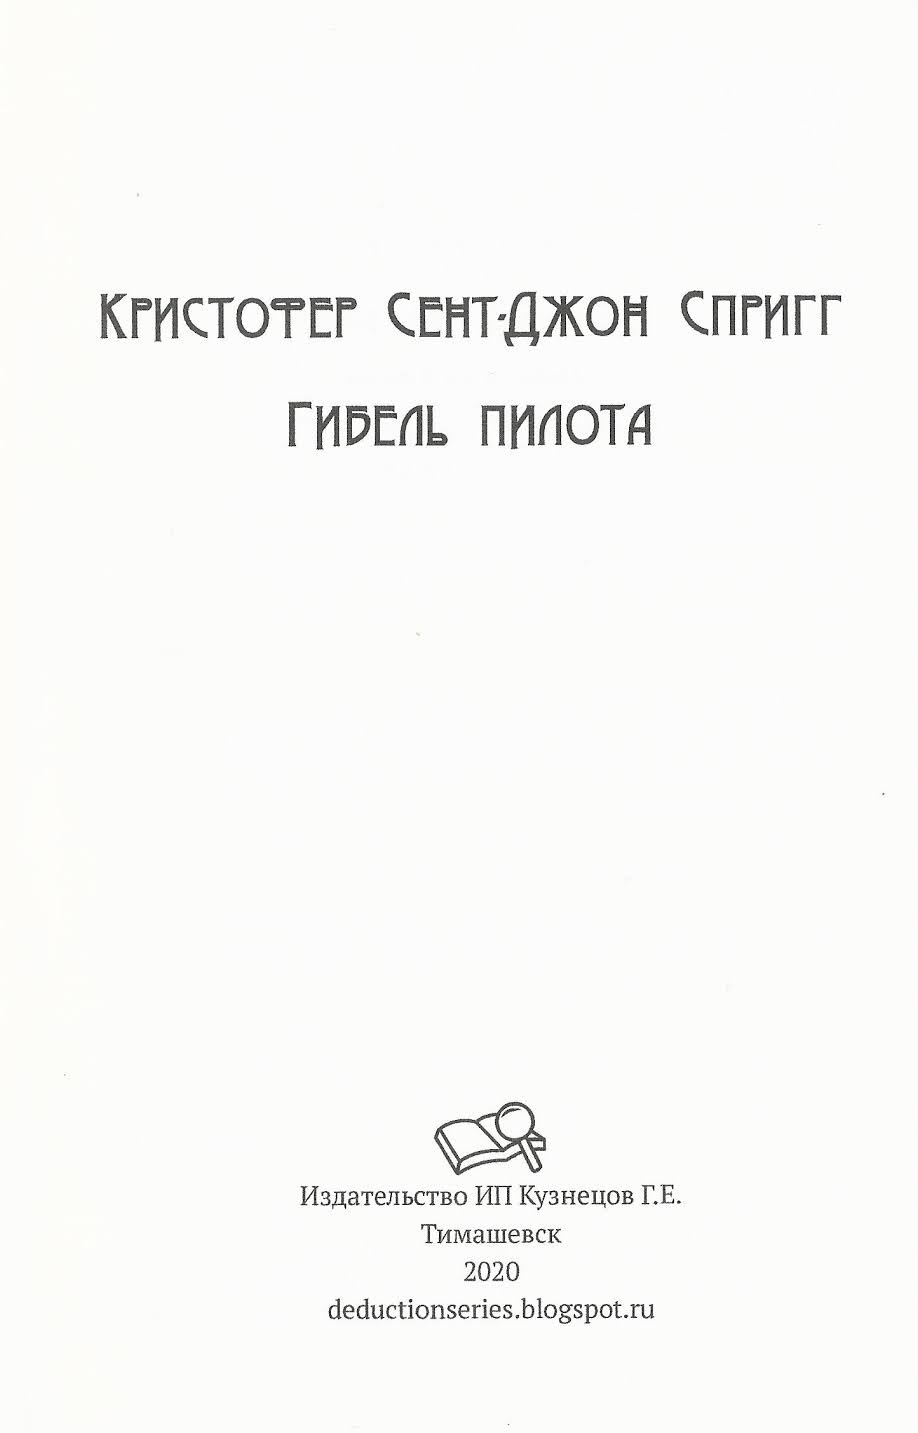 Кристофер Сент-Джон Спригг
Гибель пилота
Издательство ИП Кузнецов Г.Е.
Тимашевск
2020
deductionseries.blogspot.ru